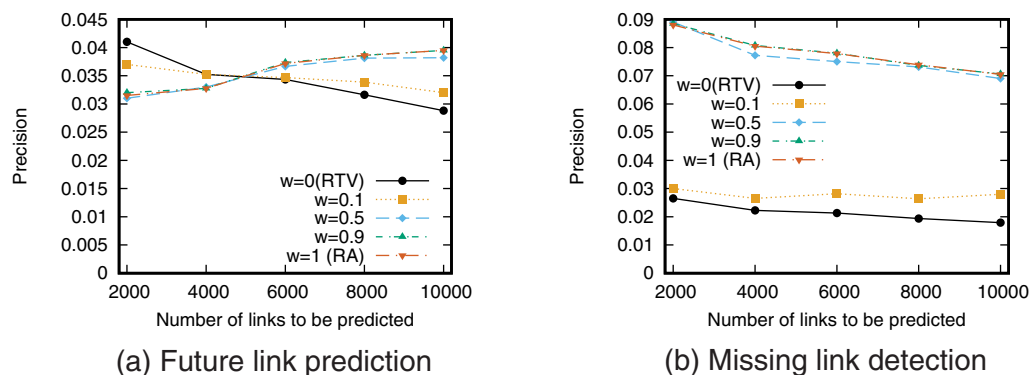 0.045
0.04
0.035
0.03
0.025
0.02
0.015
0.01
0.005
0
Precision
w=0(RTV)
w=0.1
w=0.5
w=0.9
w=1 (RA)
2000 4000 6000 8000 10000
Number of links to be predicted
(a) Future link prediction
0.09
0.08
0.07
0.06
0.05
0.04
0.03
0.02
0.01
0
Precision
w=0(RTV)
w=0.1
w=0.5
w=0.9
w=1 (RA)
2000 4000 6000 8000 10000
Number of links to be predicted
(b) Missing link detection